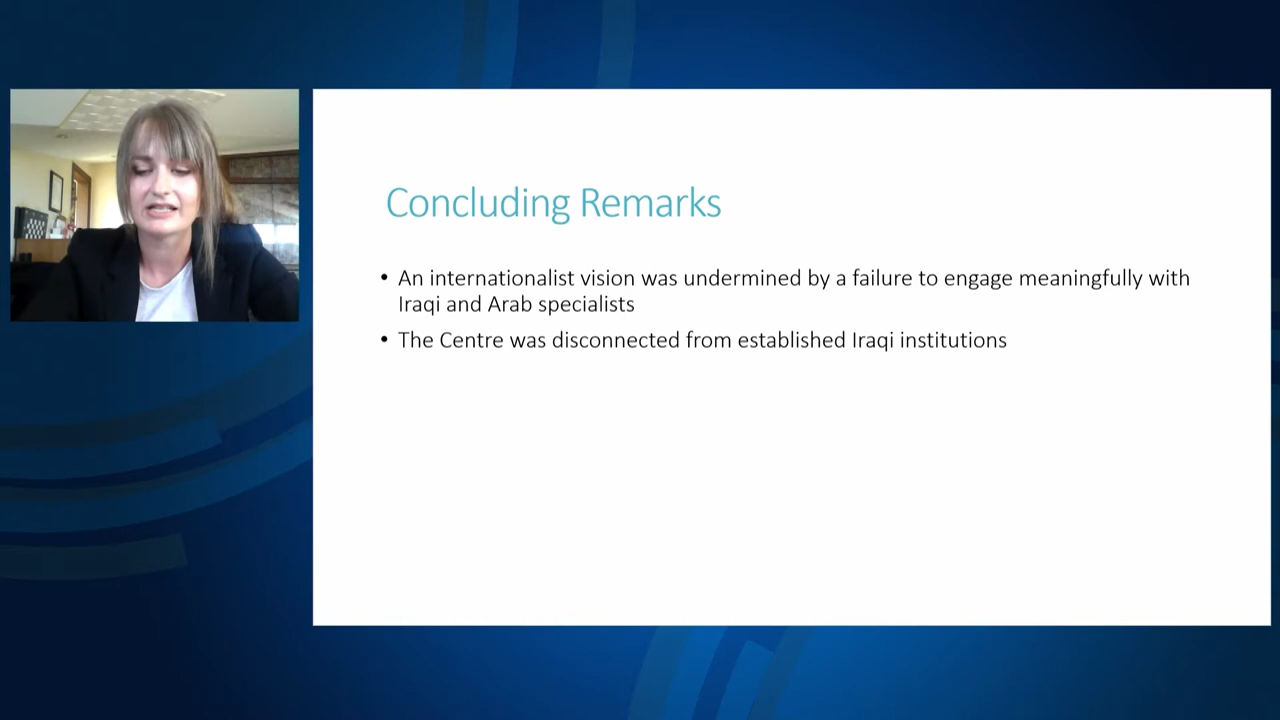 Concluding Remarks
• An internationalist vision was undermined by a failure to engage meaningfully with
Iraqi and Arab specialists
• The Centre was disconnected from established Iraqi institutions